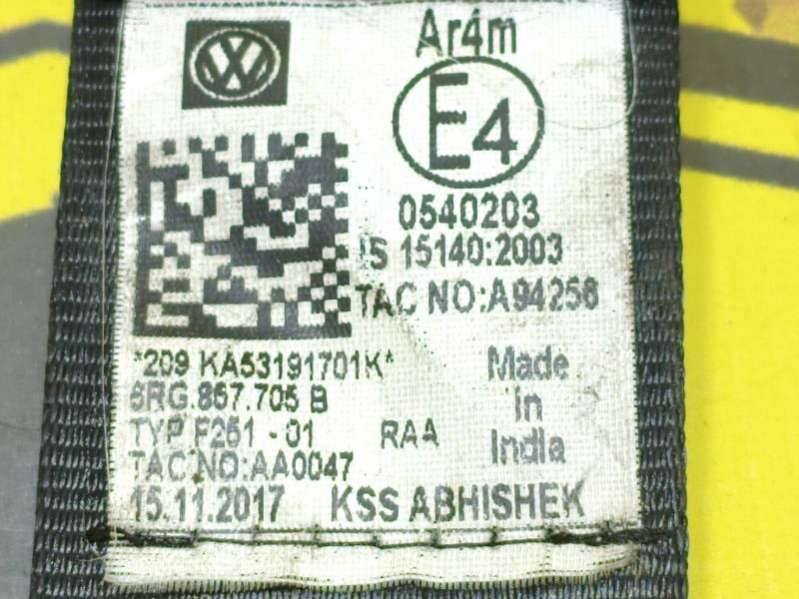 Ar4m
E4
0540203
IS 15140:2003
TAC NO:A94256
*209 KA53191701K*
6RG.857.705 B
TYP F261 - 01 RAA
TAC.NO:AA0047
Made
in
India
15.11.2017 KSS ABHISHEK